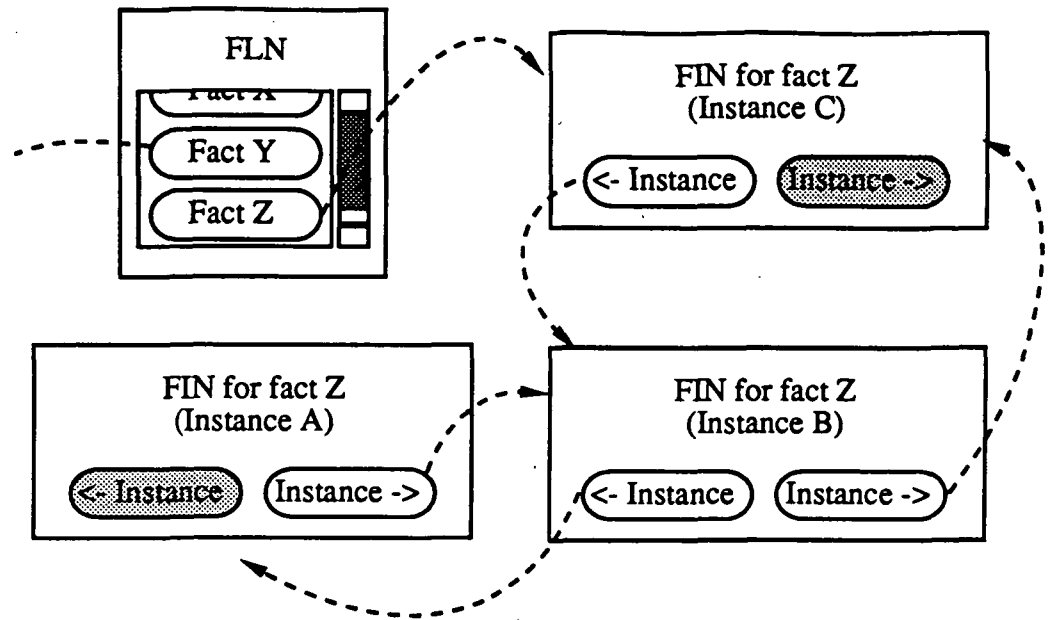 FLN
Fact X
Fact Y
Fact Z
FIN for fact Z
(Instance C)
<- Instance
Instance ->
FIN for fact Z
(Instance A)
<- Instance
Instance ->
FIN for fact Z
(Instance B)
<- Instance
Instance ->